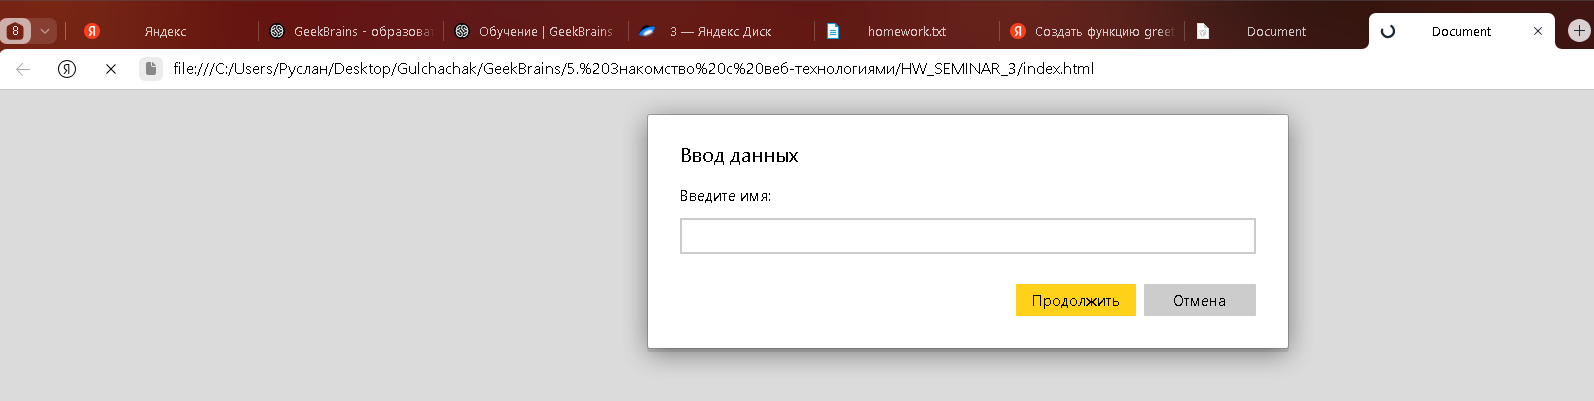 8
Яндекс
GeekBrains - образоват
Обучение | GeekBrains
3 — Яндекс Диск
homework.txt
Создать функцию greet
Document
Document
file:///C:/Users/Руслан/Desktop/Gulchachak/GeekBrains/5.%20Знакомство%20с%20веб-технологиями/HW_SEMINAR_3/index.html
Ввод данных
Введите имя:
Продолжить
Отмена